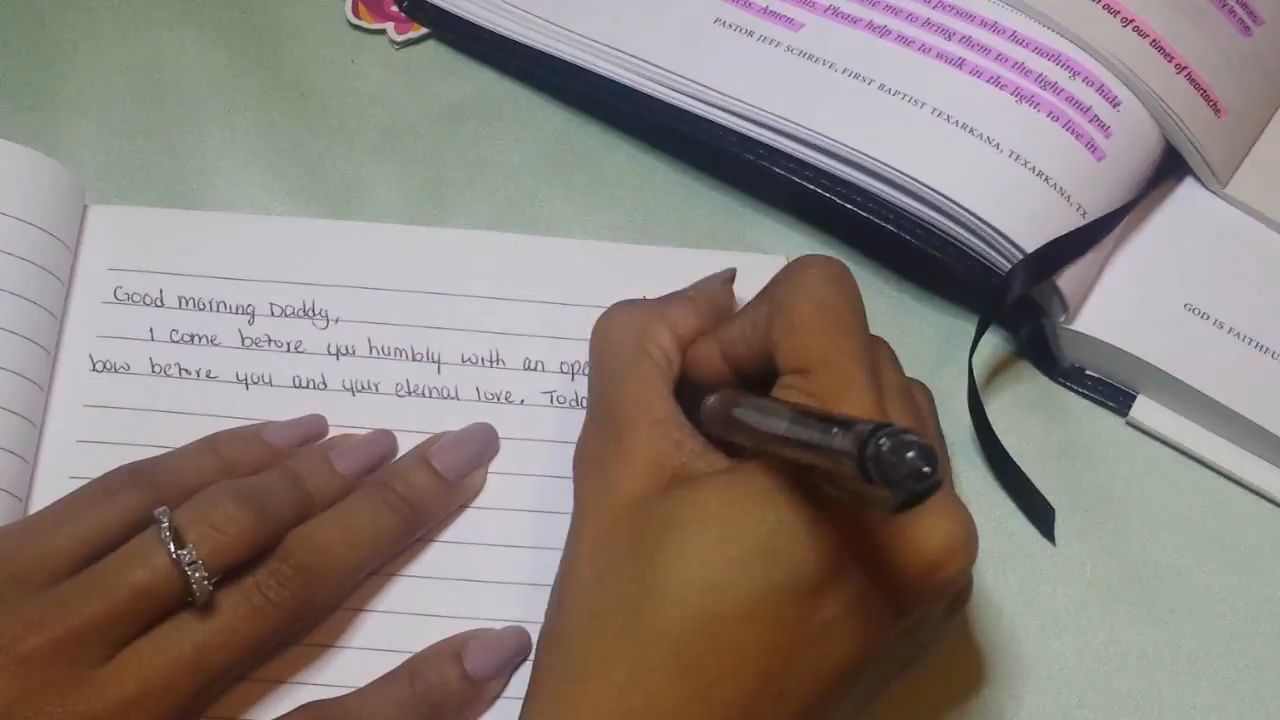 Good morning Daddy,
I come before you humbly with an
bow before you and your eternal love.
a person who has nothing to hide.
me to bring them to the light and put
Please help me to walk in the light, to live in
Amen.
PASTOR JEFF SCHREVE, FIRST BAPTIST TEXARKANA, TEXARKANA, TX
out of our times of heartache.
GOD IS